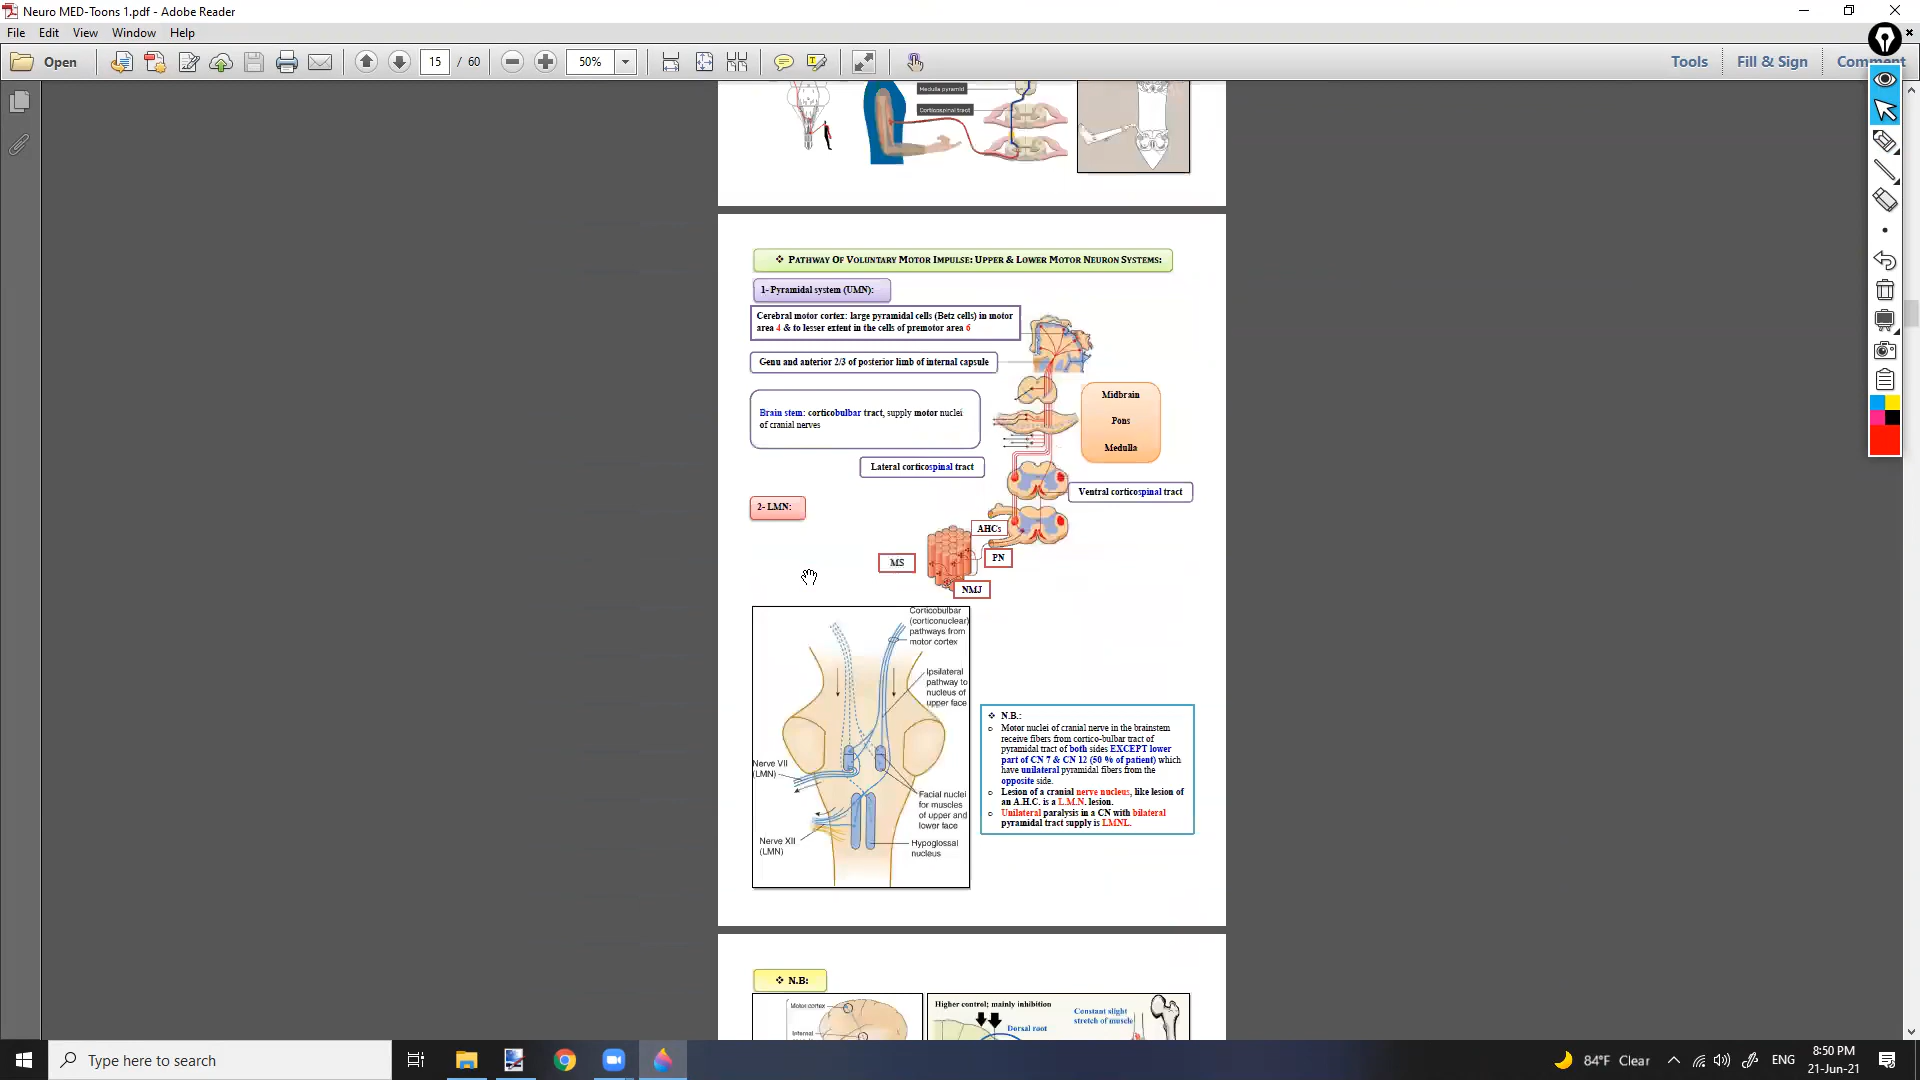 Neuro MED-Toons 1.pdf - Adobe Reader
File Edit View Window Help
Open 15 / 60 50% Tools Fill & Sign Comment
Medulla pyramid
Corticospinal tract
❖ PATHWAY OF VOLUNTARY MOTOR IMPULSE: UPPER & LOWER MOTOR NEURON SYSTEMS:
1- Pyramidal system (UMN):
Cerebral motor cortex: large pyramidal cells (Betz cells) in motor
area 4 & to lesser extent in the cells of premotor area 6
Genu and anterior 2/3 of posterior limb of internal capsule
Brain stem: corticobulbar tract, supply motor nuclei
of cranial nerves
Midbrain
Pons
Medulla
Lateral corticospinal tract
Ventral corticospinal tract
2- LMN:
AHCs
PN
MS
NMJ
Corticobulbar
(corticonuclear)
pathways from
motor cortex
Ipsilateral
pathway to
nucleus of
upper face
Nerve VII
(LMN)
Facial nuclei
for muscles
of upper and
lower face
Nerve XII
(LMN)
Hypoglossal
nucleus
❖ N.B.:
o Motor nuclei of cranial nerve in the brainstem
receive fibers from cortico-bulbar tract of
pyramidal tract of both sides EXCEPT lower
part of CN 7 & CN 12 (50 % of patient) which
have unilateral pyramidal fibers from the
opposite side.
o Lesion of a cranial nerve nucleus, like lesion of
an A.H.C. is a L.M.N. lesion.
o Unilateral paralysis in a CN with bilateral
pyramidal tract supply is LMNL.
❖ N.B:
Motor cortex
Internal
Higher control; mainly inhibition
Dorsal root
Constant slight
stretch of muscle
Type here to search
84°F Clear
ENG
8:50 PM
21-Jun-21